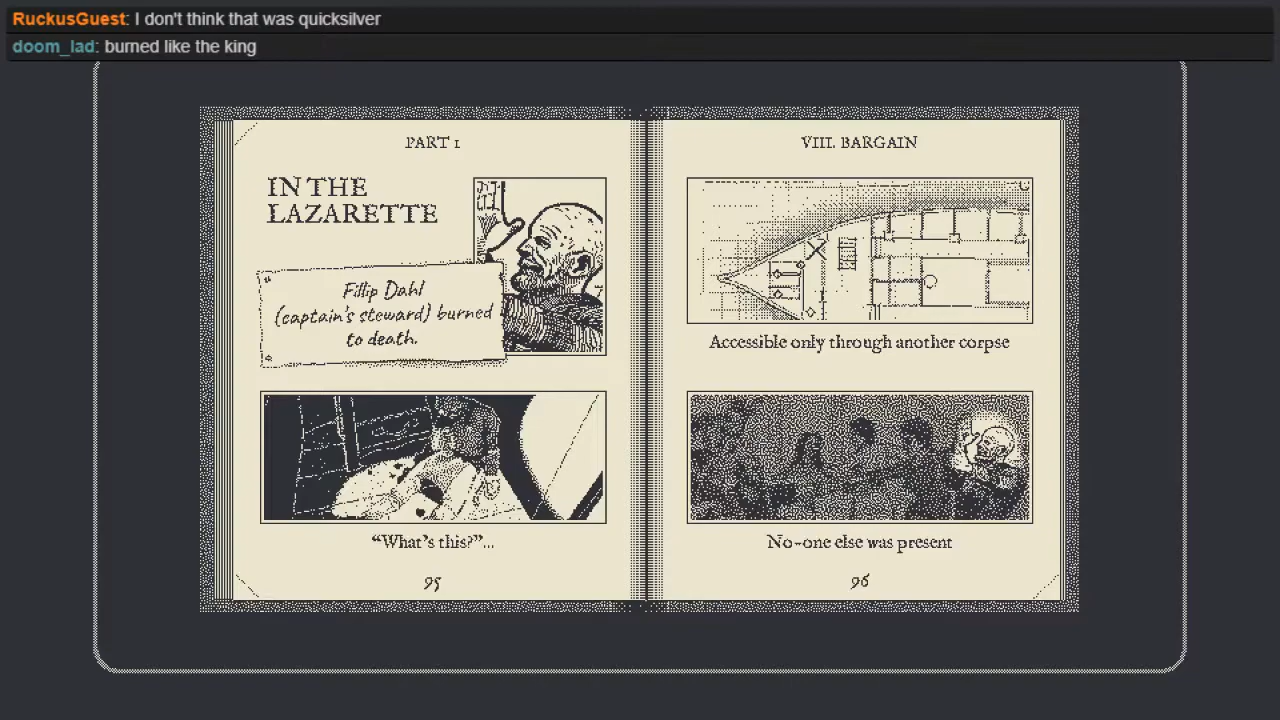 RuckusGuest: I don't think that was quicksilver
doom_lad: burned like the king
PART 1
IN THE
LAZARETTE
Fillip Dahl
(captain's steward) burned
to death.
“What's this?”...
95
VIII. BARGAIN
Accessible only through another corpse
No-one else was present
96